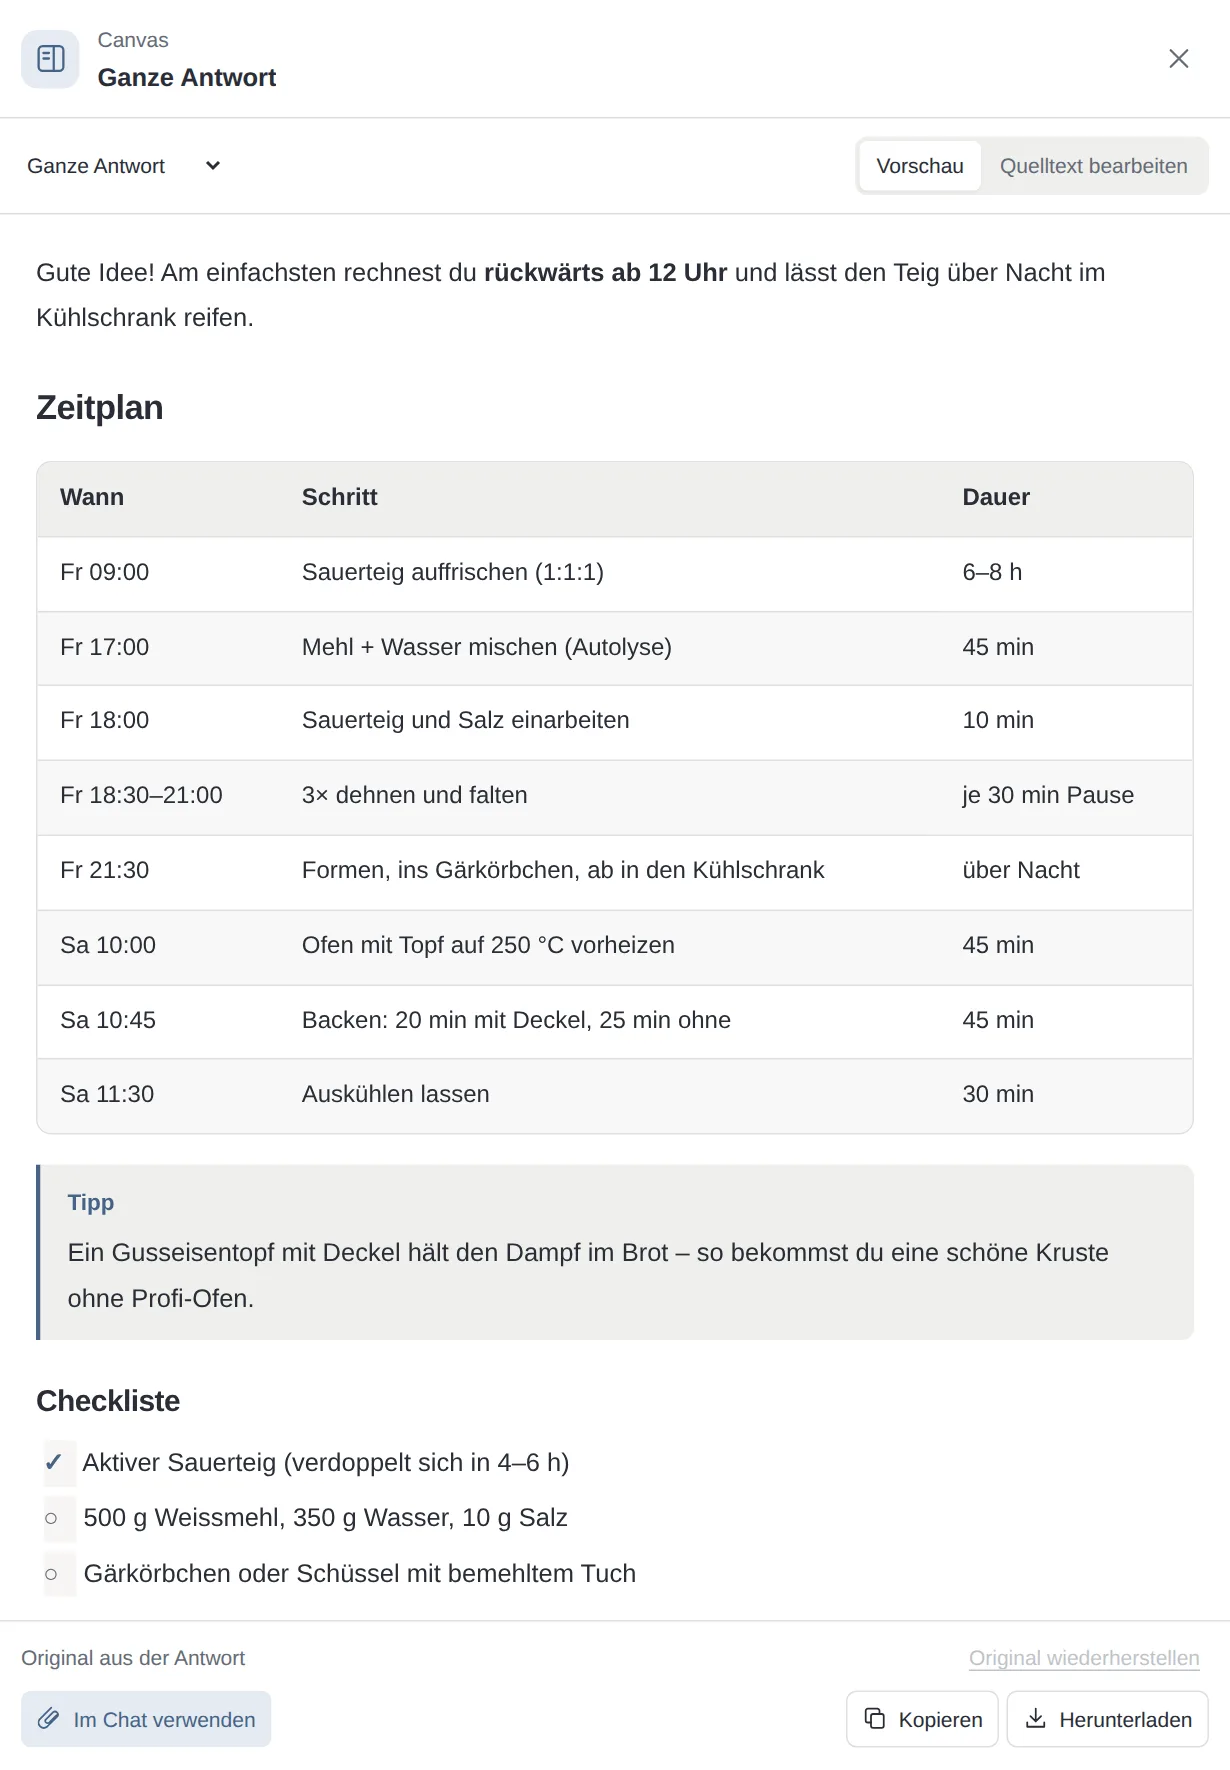 Canvas
Ganze Antwort
Ganze Antwort
Vorschau
Quelltext bearbeiten
Gute Idee! Am einfachsten rechnest du rückwärts ab 12 Uhr und lässt den Teig über Nacht im
Kühlschrank reifen.
Zeitplan
Wann Schritt Dauer
Fr 09:00 Sauerteig auffrischen (1:1:1) 6–8 h
Fr 17:00 Mehl + Wasser mischen (Autolyse) 45 min
Fr 18:00 Sauerteig und Salz einarbeiten 10 min
Fr 18:30–21:00 3× dehnen und falten je 30 min Pause
Fr 21:30 Formen, ins Gärkörbchen, ab in den Kühlschrank über Nacht
Sa 10:00 Ofen mit Topf auf 250 °C vorheizen 45 min
Sa 10:45 Backen: 20 min mit Deckel, 25 min ohne 45 min
Sa 11:30 Auskühlen lassen 30 min
Tipp
Ein Gusseisentopf mit Deckel hält den Dampf im Brot – so bekommst du eine schöne Kruste
ohne Profi-Ofen.
Checkliste
✓ Aktiver Sauerteig (verdoppelt sich in 4–6 h)
○ 500 g Weissmehl, 350 g Wasser, 10 g Salz
○ Gärkörbchen oder Schüssel mit bemehltem Tuch
Original aus der Antwort
Original wiederherstellen
Im Chat verwenden
Kopieren
Herunterladen